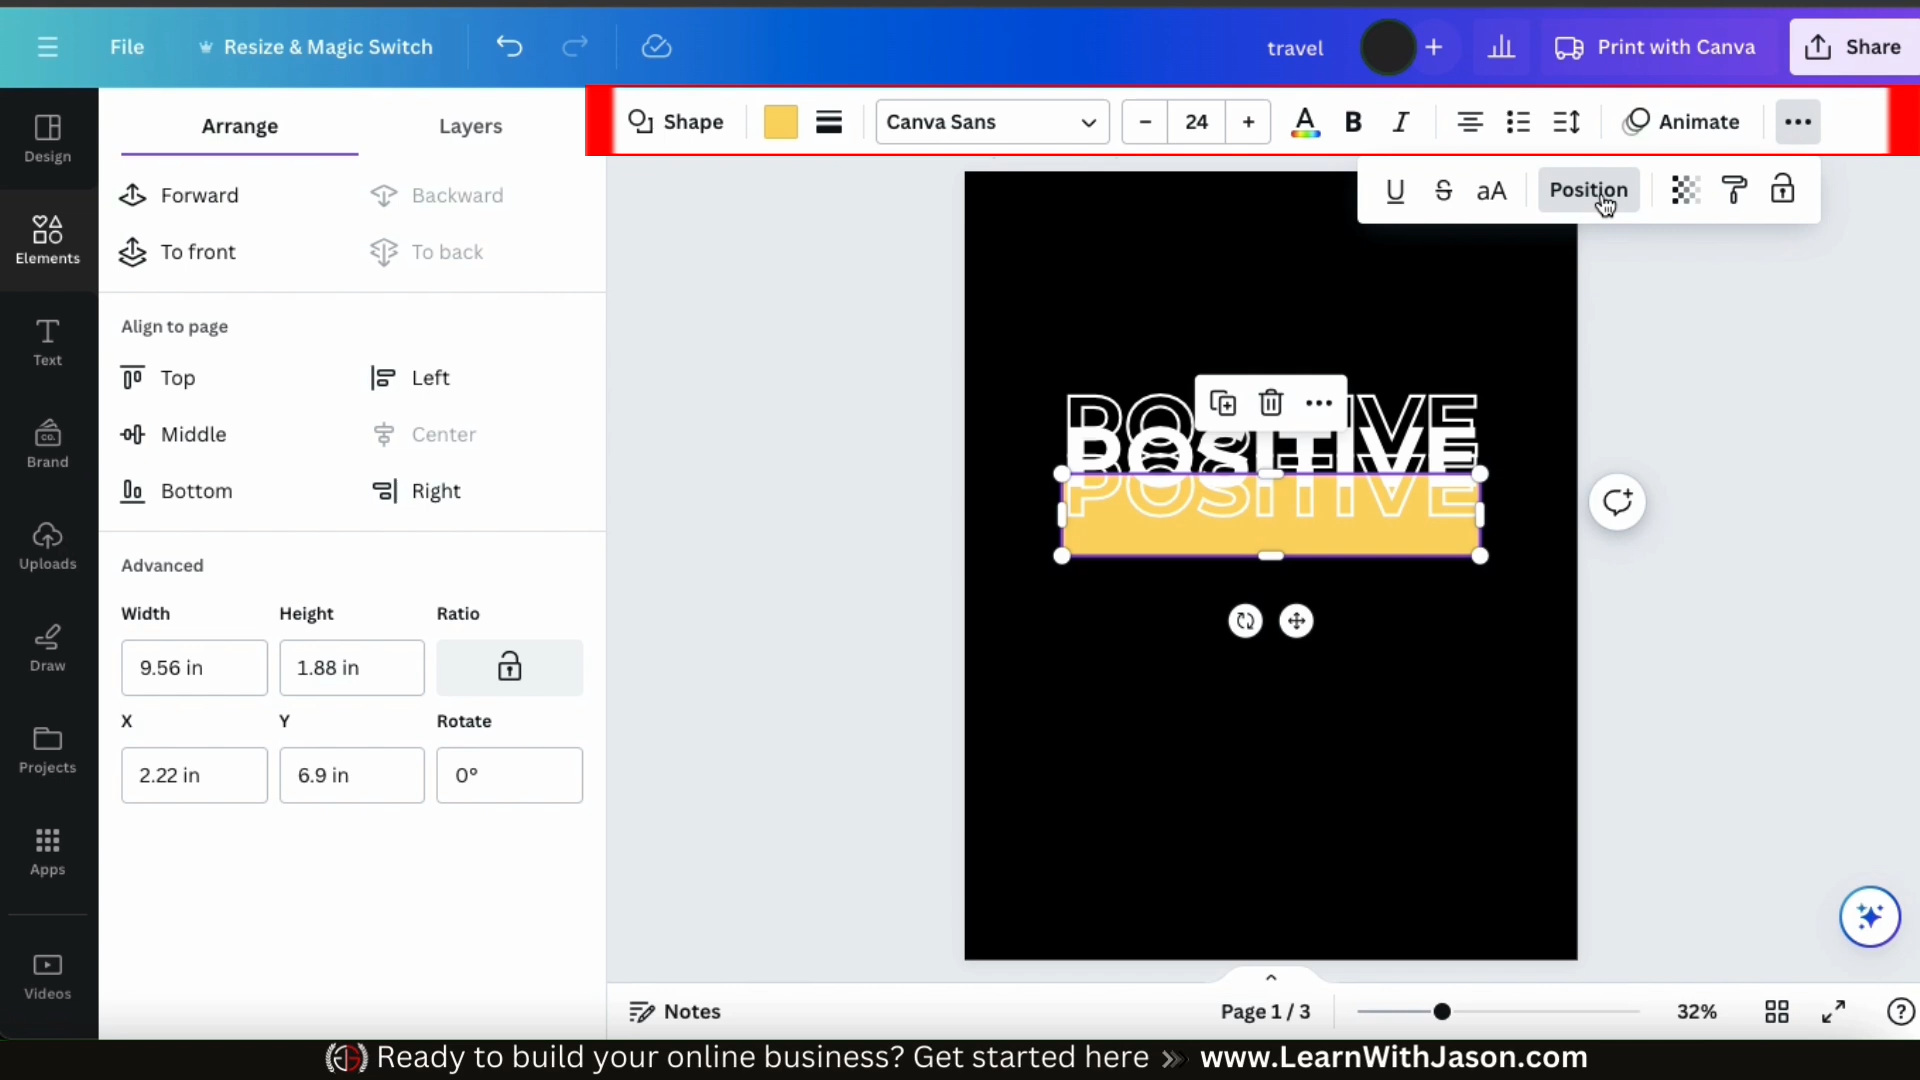 File
Resize & Magic Switch
travel
Print with Canva
Share
Design
Elements
Text
Brand
Uploads
Draw
Projects
Apps
Videos
Arrange
Layers
Forward
Backward
To front
To back
Align to page
Top
Left
Middle
Center
Bottom
Right
Advanced
Width
Height
Ratio
9.56 in
1.88 in
X
Y
Rotate
2.22 in
6.9 in
0°
Shape
Canva Sans
24
Animate
Position
POSITIVE
POSITIVE
POSITIVE
Notes
Page 1 / 3
32%
Ready to build your online business? Get started here www.LearnWithJason.com